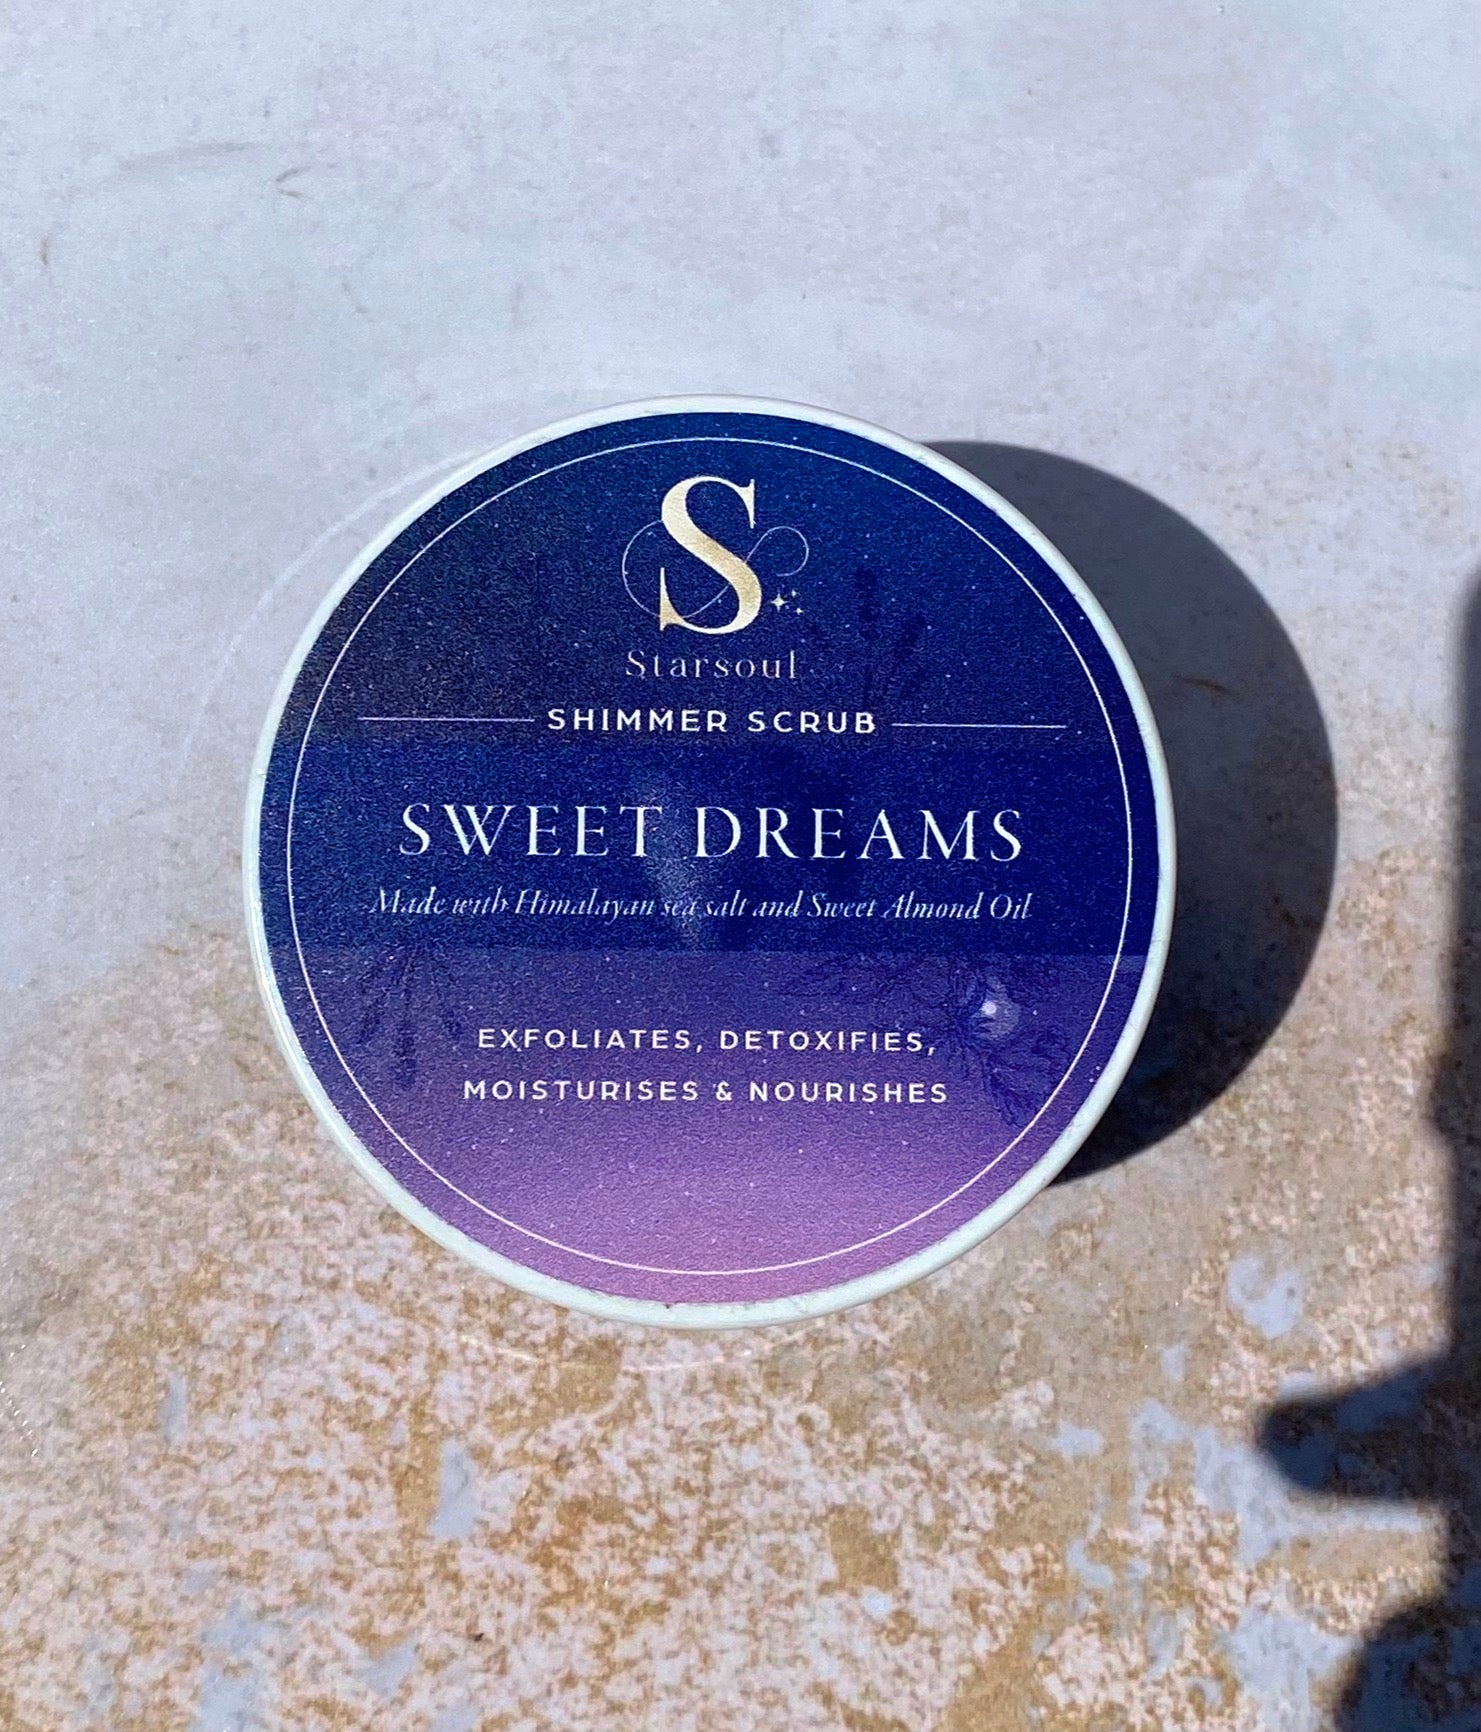 S
Starsoul
SHIMMER SCRUB
SWEET DREAMS
Made with Himalayan sea salt and Sweet Almond Oil
EXFOLIATES, DETOXIFIES,
MOISTURISES & NOURISHES